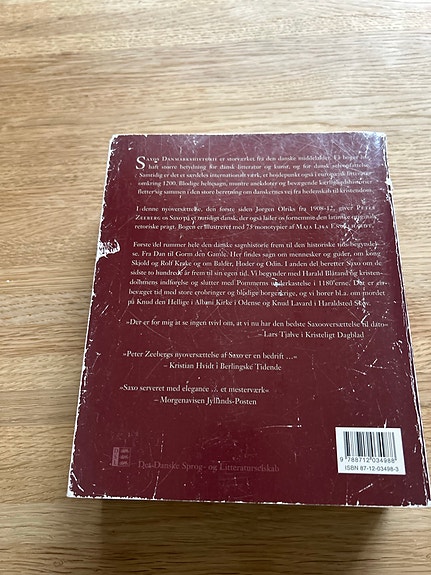 SAXOS DANMARKSHISTORIE er storværket fra den danske middelalder. Få bøger har
haft større betydning for dansk litteratur og kunst, og for dansk selvopfattelse.
Samtidig er det et særdeles internationalt værk, et højdepunkt også i europæisk litteratur
omkring 1200. Blodige heltesagn, muntre anekdoter og bevægende kærlighedshistorier
fletter sig sammen i den store beretning om danskernes vej fra hedenskab til kristendom.
I denne nyoversættelse, den første siden Jørgen Olriks fra 1908-12, giver PETER
ZEEBERG os Saxo på et nutidigt dansk, der også lader os fornemme den latinske originals
retoriske pragt. Bogen er illustreret med 75 monotypier af MAJA LISA ENGELHARDT.
Første del rummer hele den danske sagnhistorie frem til den historiske tids begyndel-
se. Fra Dan til Gorm den Gamle. Her findes sagn om mennesker og guder, om kong
Skjold og Rolf Krake og om Balder, Høder og Odin. I anden del beretter Saxo om de
sidste to hundrede år frem til sin egen tid. Vi begynder med Harald Blåtand og kristen-
dommens indførelse og slutter med Pommerns underkastelse i 1180'erne. Det er en
bevæget tid med store erobringer og blodige borgerkrige, og vi hører bl.a. om mordet
på Knud den Hellige i Albani Kirke i Odense og Knud Lavard i Haraldsted Skov.
»Der er for mig at se ingen tvivl om, at vi nu har den bedste Saxooversættelse til dato«
– Lars Tjalve i Kristeligt Dagblad
»Peter Zeebergs nyoversættelse af Saxo er en bedrift ...«
– Kristian Hvidt i Berlingske Tidende
»Saxo serveret med elegance ... et mesterværk«
– Morgenavisen Jyllands-Posten
Det Danske Sprog- og Litteraturselskab
9 788712 034988
ISBN 87-12-03498-3